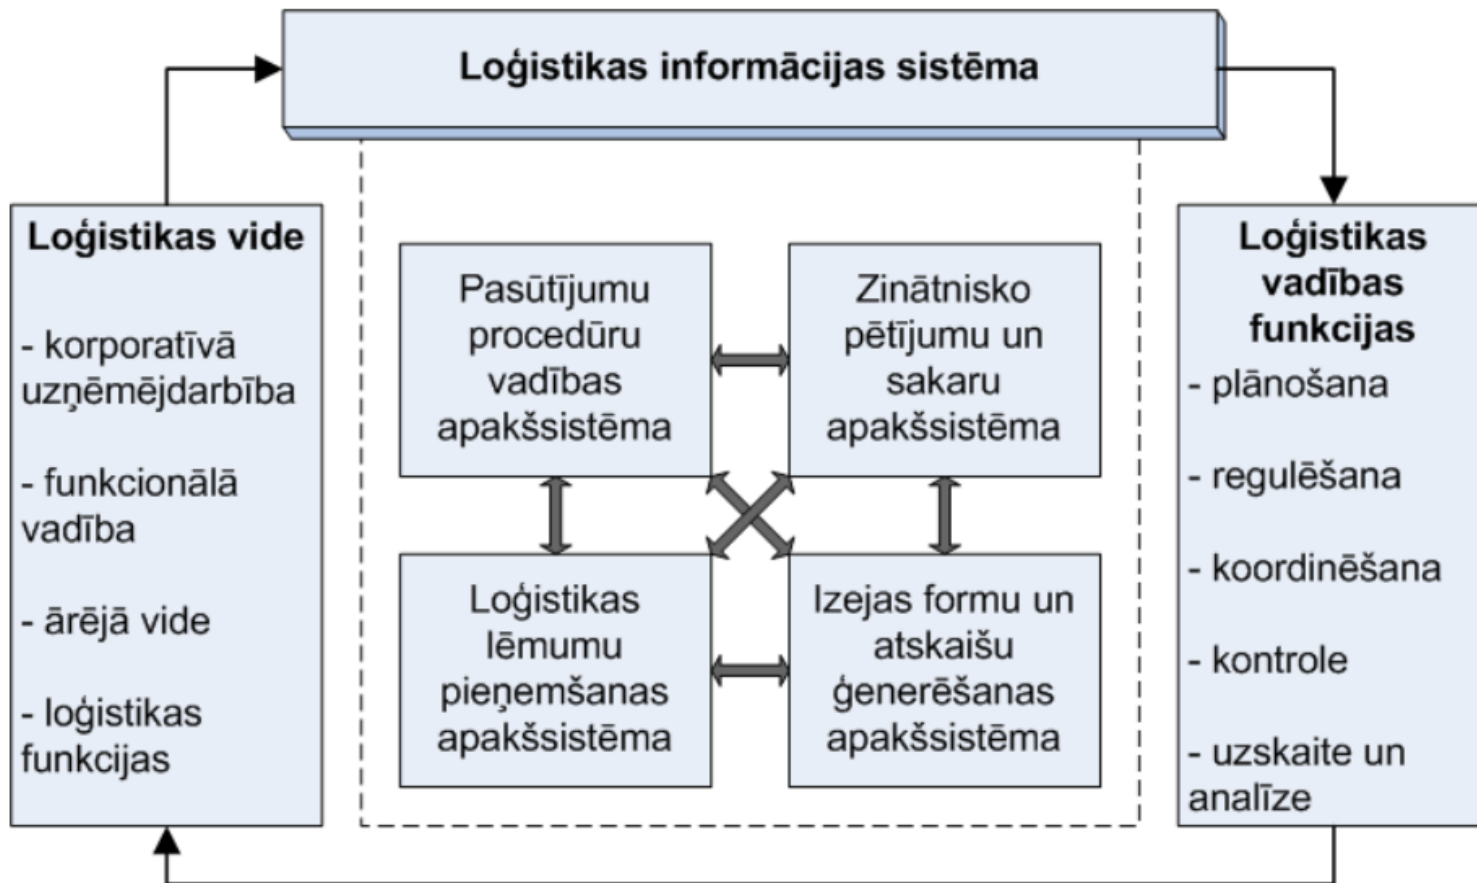 Loģistikas informācijas sistēma
Loģistikas vide
- korporatīvā
uzņēmējdarbība
- funkcionālā
vadība
- ārējā vide
- loģistikas
funkcijas
Pasūtījumu
procedūru
vadības
apakšsistēma
Zinātnisko
pētījumu un
sakaru
apakšsistēma
Loģistikas
lēmumu
pieņemšanas
apakšsistēma
Izejas formu un
atskaišu
ģenerēšanas
apakšsistēma
Loģistikas
vadības
funkcijas
- plānošana
- regulēšana
- koordinēšana
- kontrole
- uzskaite un
analīze